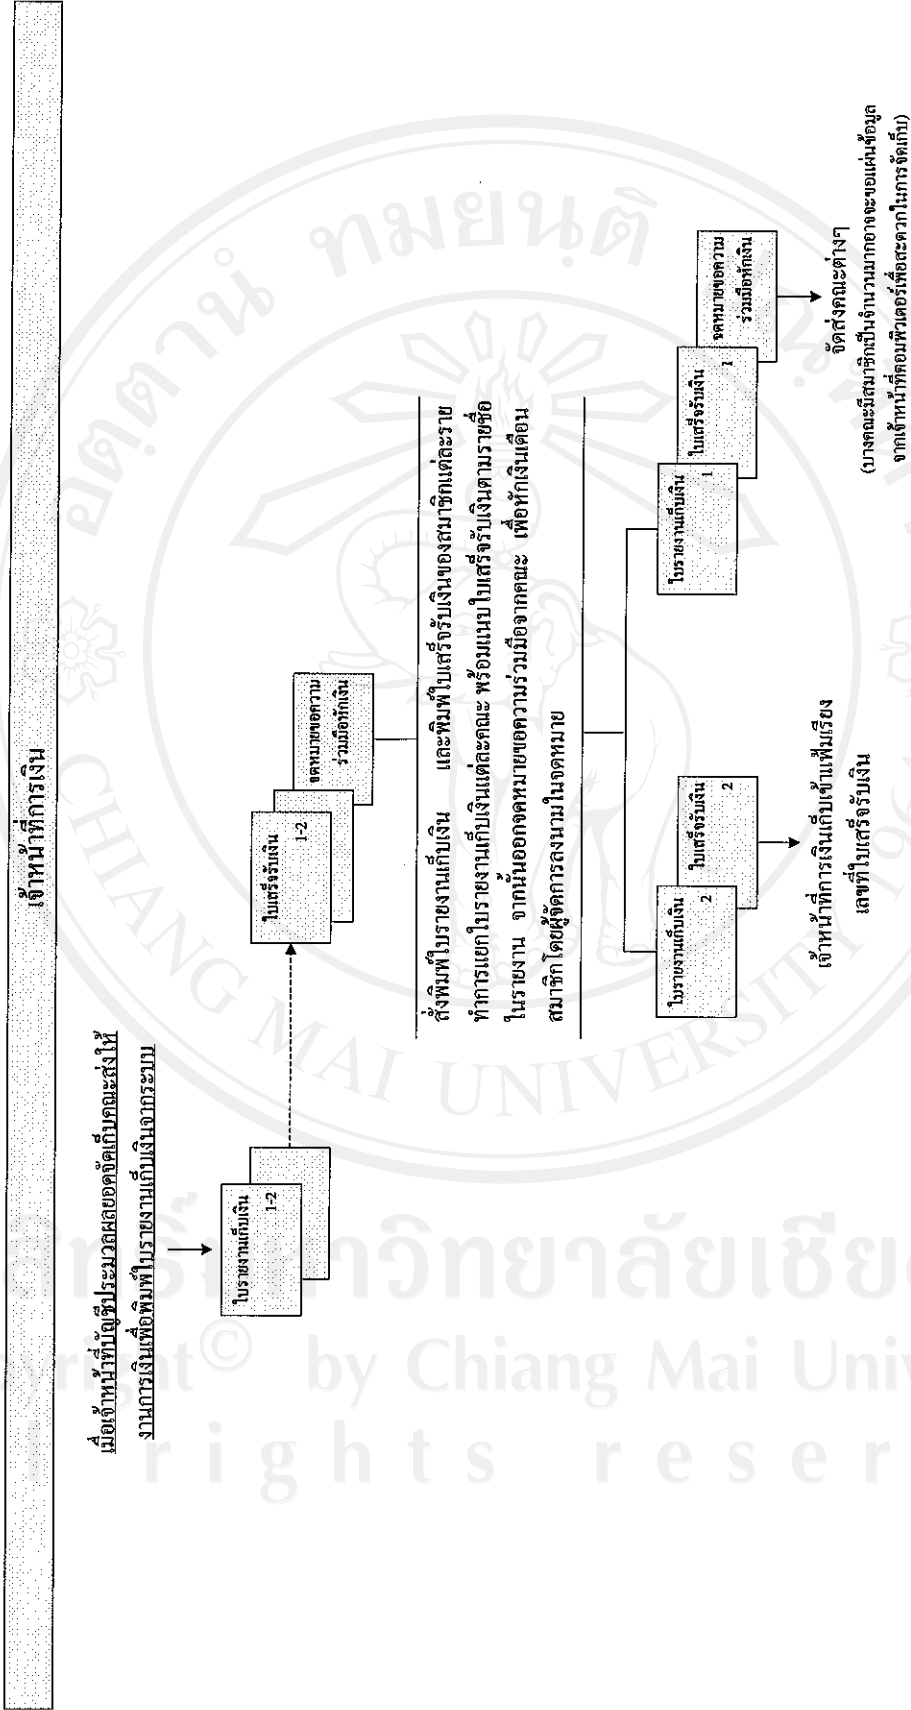 เจ้าหน้าที่การเงิน
เมื่อเจ้าหน้าที่บัญชีประมวลผลยอดจัดเก็บคณะส่งให้
งานการเงินเพื่อพิมพ์ใบรายงานเก็บเงินจากระบบ
ใบรายงานเก็บเงิน
1-2
ใบเสร็จรับเงิน
1-2
จดหมายขอความ
ร่วมมือหักเงิน
สั่งพิมพ์ใบรายงานเก็บเงิน และพิมพ์ใบเสร็จรับเงินของสมาชิกแต่ละราย
ทำการแยกใบรายงานเก็บเงินแต่ละคณะ พร้อมแนบใบเสร็จรับเงินตามรายชื่อ
ในรายงาน จากนั้นออกจดหมายขอความร่วมมือจากคณะ เพื่อหักเงินเดือน
สมาชิกโดยผู้จัดการลงนามในจดหมาย
ใบรายงานเก็บเงิน
2
ใบเสร็จรับเงิน
2
เจ้าหน้าที่การเงินเก็บเข้าแฟ้มเรียง
เลขที่ใบเสร็จรับเงิน
ใบรายงานเก็บเงิน
1
ใบเสร็จรับเงิน
1
จดหมายขอความ
ร่วมมือหักเงิน
จัดส่งคณะต่างๆ
(บางคณะมีสมาชิกเป็นจำนวนมากอาจจะขอแผ่นข้อมูล
จากเจ้าหน้าที่คอมพิวเตอร์เพื่อสะดวกในการจัดเก็บ)
CHIANG MAI UNIVERSITY 1964
by Chiang Mai
rights